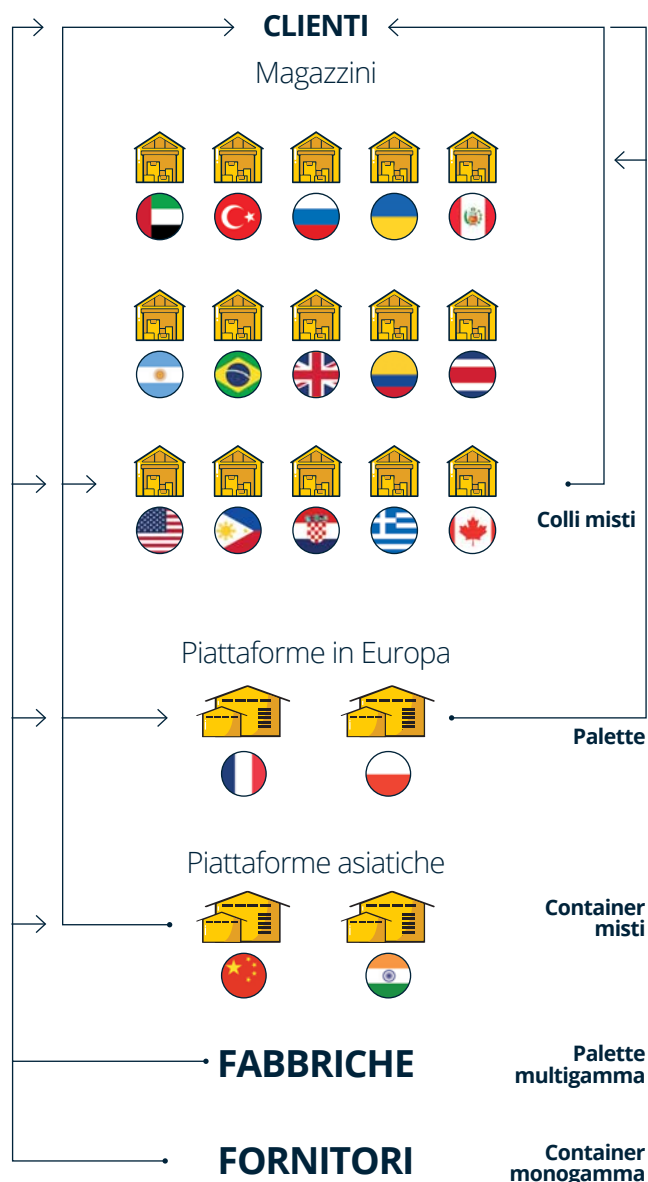 CLIENTI
Magazzini
Colli misti
Piattaforme in Europa
Palette
Piattaforme asiatiche
Container
misti
FABBRICHE
Palette
multigamma
FORNITORI
Container
monogamma